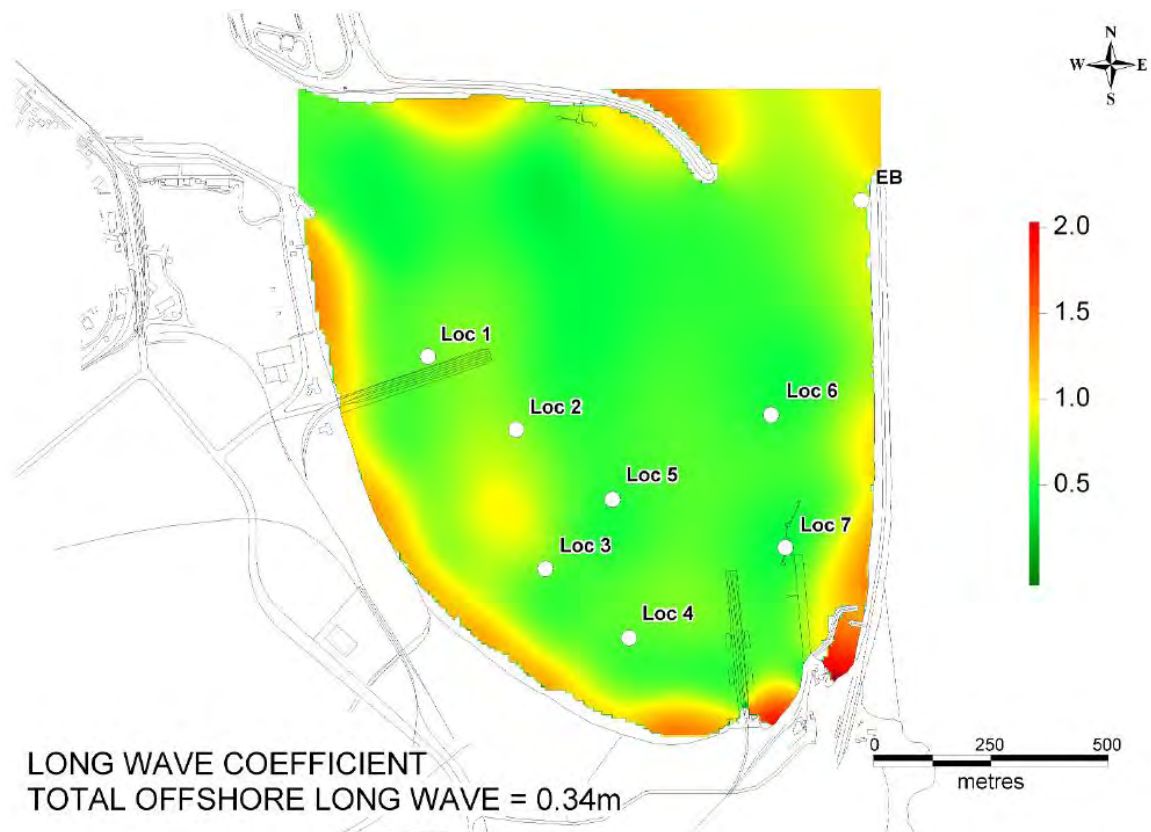 N
W E
S
EB
2.0
1.5
1.0
0.5
Loc 1
Loc 2
Loc 6
Loc 5
Loc 7
Loc 3
Loc 4
0 250 500
metres
LONG WAVE COEFFICIENT
TOTAL OFFSHORE LONG WAVE = 0.34m